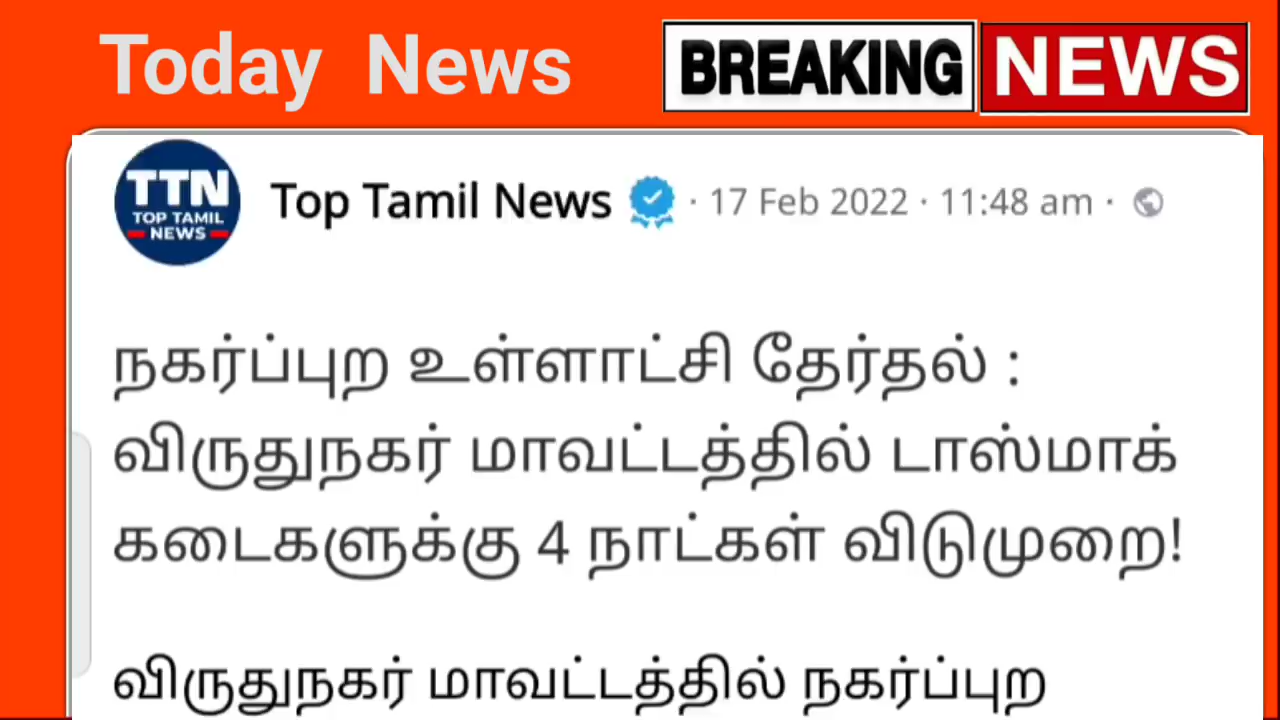 Today News
BREAKING NEWS
TTN
TOP TAMIL
NEWS
Top Tamil News · 17 Feb 2022 · 11:48 am ·
நகர்ப்புற உள்ளாட்சி தேர்தல் :
விருதுநகர் மாவட்டத்தில் டாஸ்மாக்
கடைகளுக்கு 4 நாட்கள் விடுமுறை!
விருதுநகர் மாவட்டத்தில் நகர்ப்புற